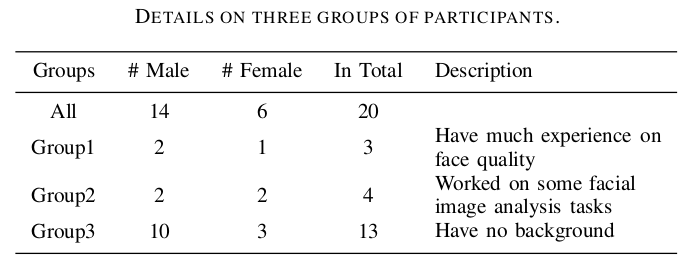 DETAILS ON THREE GROUPS OF PARTICIPANTS.
Groups # Male # Female In Total Description
All 14 6 20
Group1 2 1 3 Have much experience on
face quality
Group2 2 2 4 Worked on some facial
image analysis tasks
Group3 10 3 13 Have no background